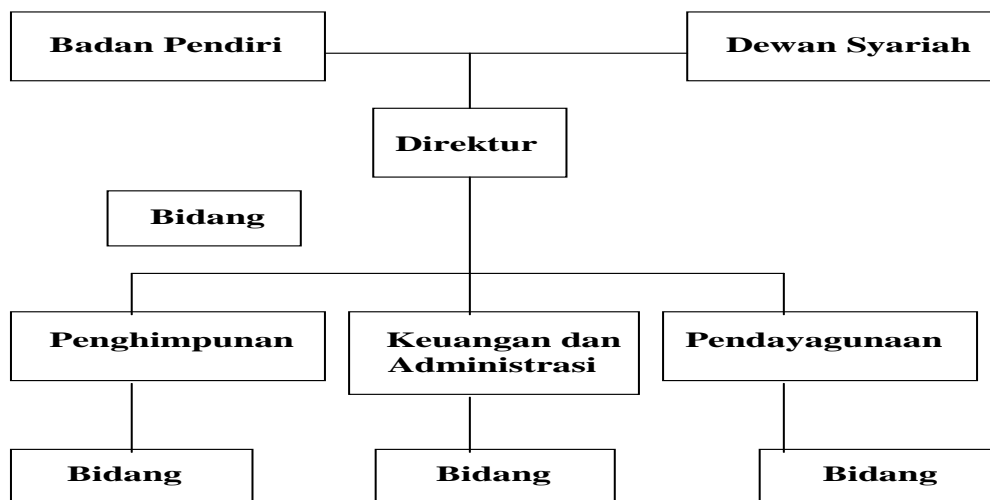 Badan Pendiri
Dewan Syariah
Direktur
Bidang
Penghimpunan
Keuangan dan
Administrasi
Pendayagunaan
Bidang
Bidang
Bidang